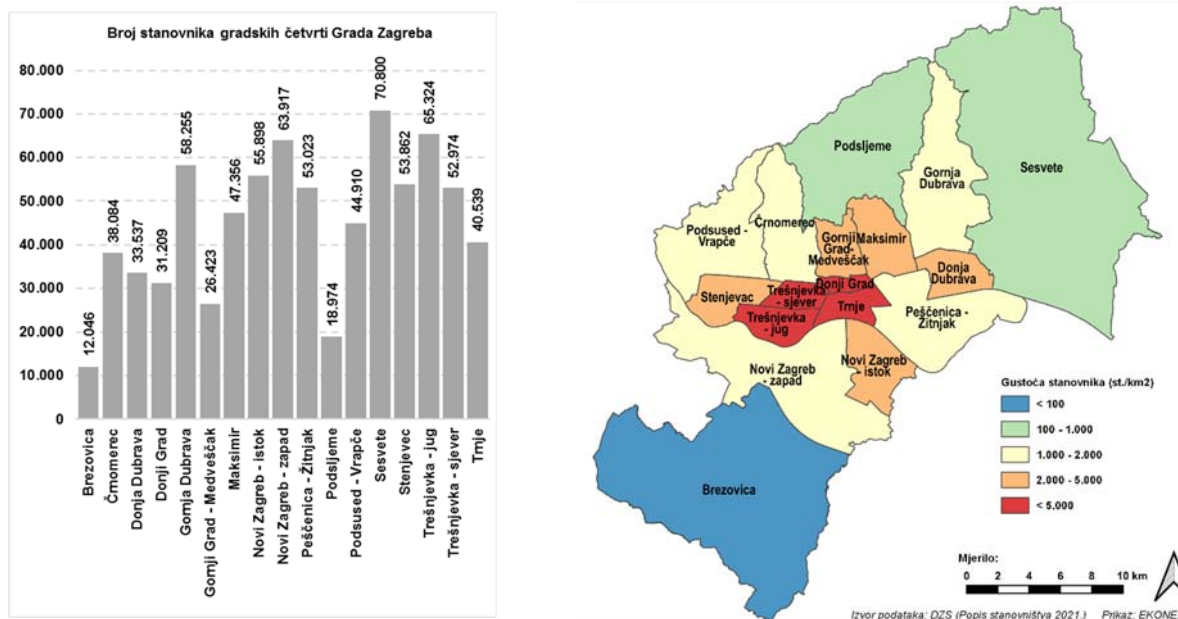 Broj stanovnika gradskih četvrti Grada Zagreba
80.000
70.000
60.000
50.000
40.000
30.000
20.000
10.000
0
12.046
38.084
33.537
31.209
58.255
26.423
47.356
55.898
63.917
53.023
18.974
44.910
70.800
53.862
65.324
52.974
40.539
Brezovica
Črnomerec
Donja Dubrava
Donji Grad
Gornja Dubrava
Gornji Grad - Medveščak
Maksimir
Novi Zagreb - istok
Novi Zagreb - zapad
Peščenica - Žitnjak
Podsljeme
Podsused - Vrapče
Sesvete
Stenjevec
Trešnjevka - jug
Trešnjevka - sjever
Trnje
Podsljeme
Sesvete
Gornja
Dubrava
Podsused -
Vrapče
Črnomerec
Gornji
Grad-
Medveščak
Maksimir
Donja
Dubrava
Stenjevac
Trešnjevka -
sjever
Donji Grad
Trnje
Trešnjevka
- jug
Peščenica -
Žitnjak
Novi Zagreb
- zapad
Novi Zagreb
- istok
Brezovica
Gustoća stanovnika (st./km2)
< 100
100 - 1.000
1.000 - 2.000
2.000 - 5.000
< 5.000
Mjerilo:
0 2 4 6 8 10 km
Izvor podataka: DZS (Popis stanovništva 2021.) Prikaz: EKONE